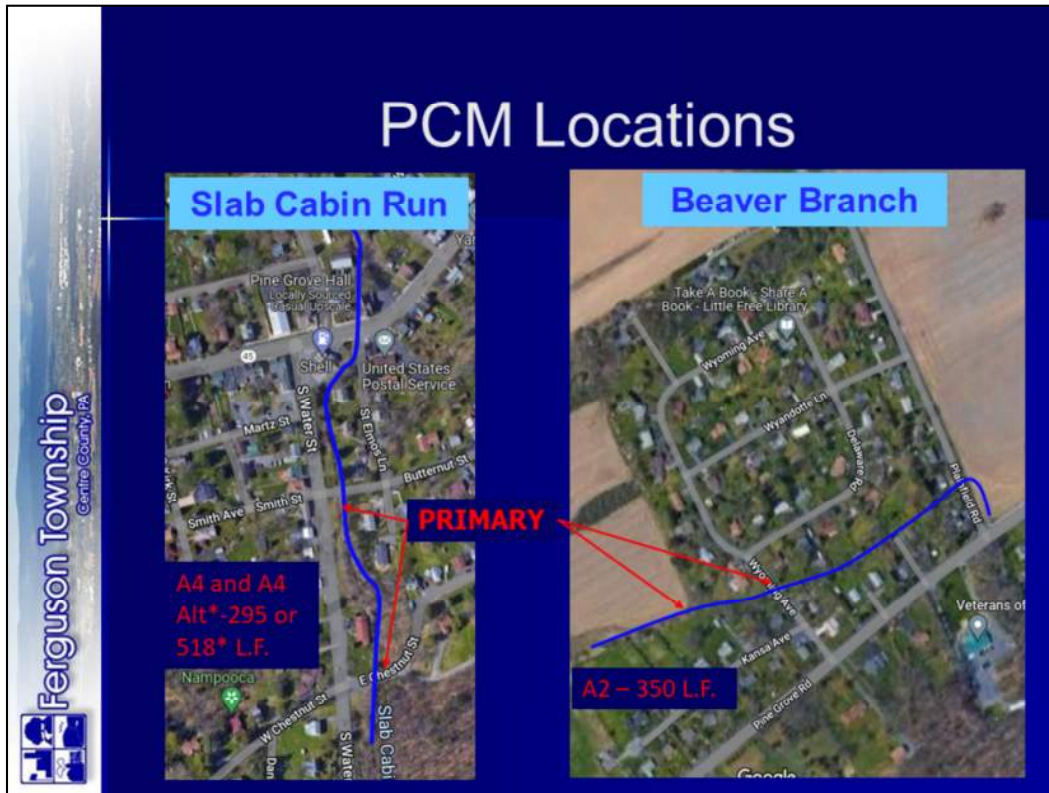 PCM Locations
Ferguson Township
Centre County, PA
Slab Cabin Run
Pine Grove Hall
Locally Sourced
Casual Upscale
45
Shell
United States
Postal Service
S Water St
St Elmos Ln
Martz St
Butternut St
Smith Ave
Smith St
PRIMARY
A4 and A4
Alt*-295 or
518* L.F.
Nampooca
E Chestnut St
W Chestnut St
S Water
Slab Cabi
Dan
Beaver Branch
Take A Book - Share A
Book - Little Free Library
Wyoming Ave
Wyandotte Ln
Delaware Rd
Plainfield Rd
Wyoming Ave
Veterans of
Kansa Ave
A2 – 350 L.F.
Pine Grove Rd
Google